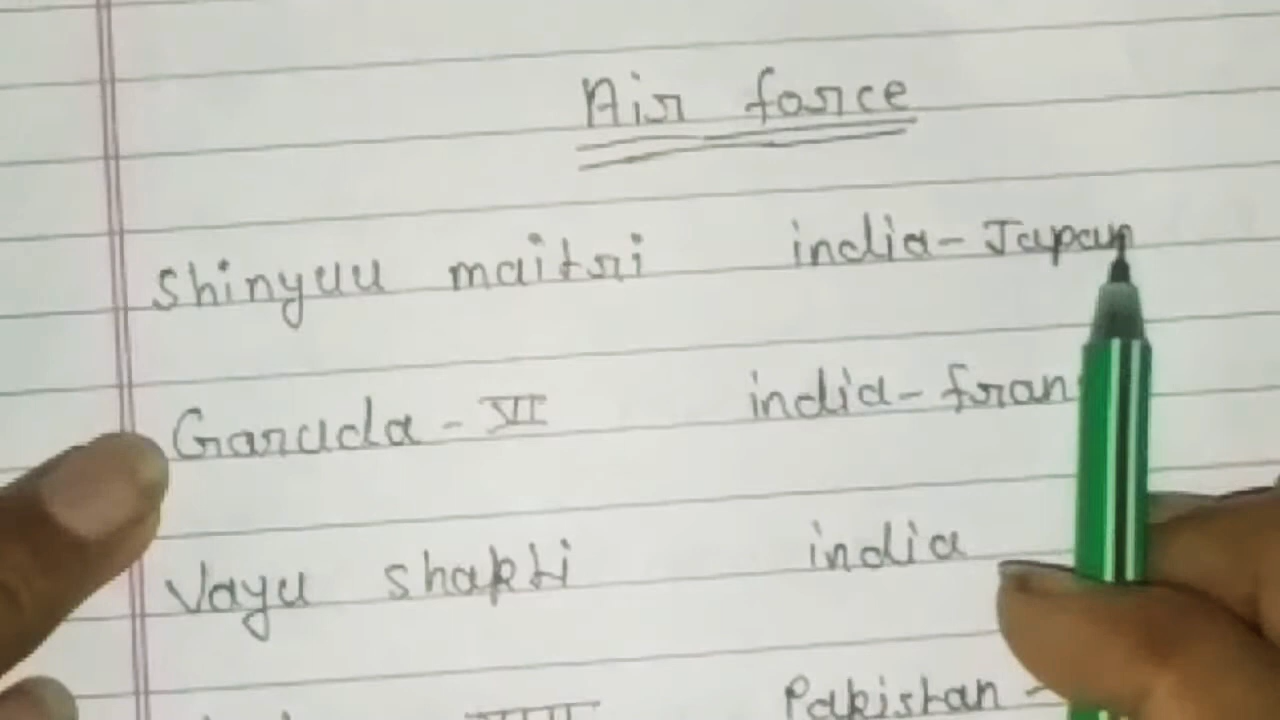 Air force
Shinyuu maitri india-Japan
Garuda-VI india-fran
Vayu shakti india
Pakistan -